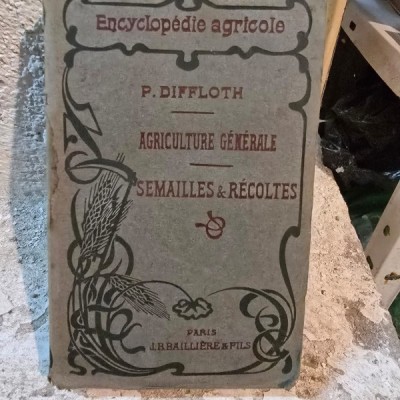 Encyclopédie agricole
P. DIFFLOTH
AGRICULTURE GÉNÉRALE
SEMAILLES & RÉCOLTES
PARIS
J.B.BAILLIÈRE & FILS